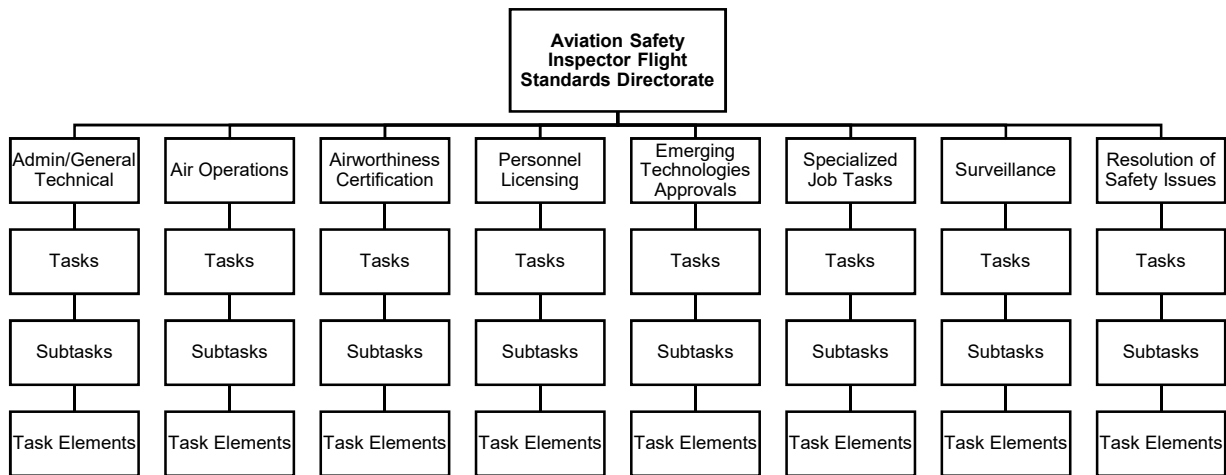 Aviation Safety
Inspector Flight
Standards Directorate
Admin/General
Technical
Air Operations
Airworthiness
Certification
Personnel
Licensing
Emerging
Technologies
Approvals
Specialized
Job Tasks
Surveillance
Resolution of
Safety Issues
Tasks
Tasks
Tasks
Tasks
Tasks
Tasks
Tasks
Tasks
Subtasks
Subtasks
Subtasks
Subtasks
Subtasks
Subtasks
Subtasks
Subtasks
Task Elements
Task Elements
Task Elements
Task Elements
Task Elements
Task Elements
Task Elements
Task Elements